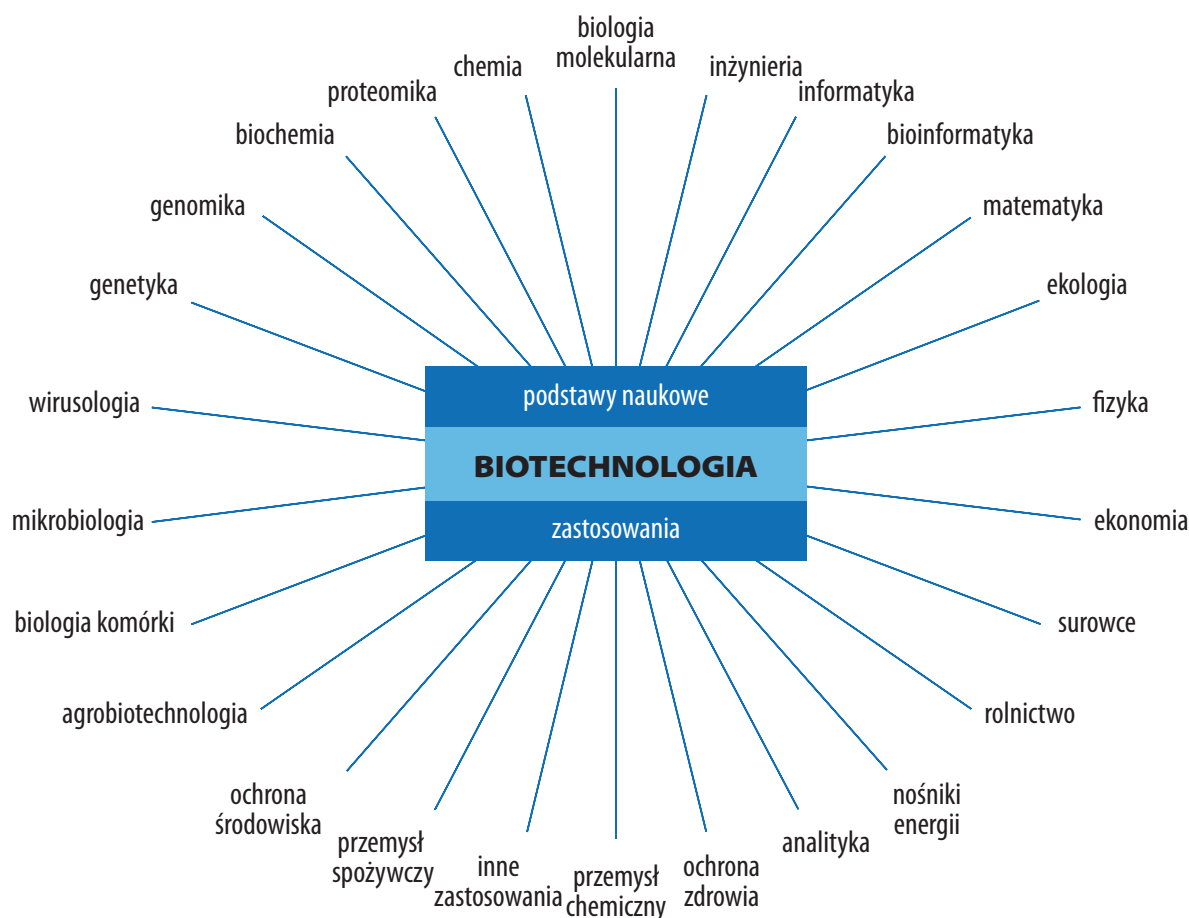 biologia
molekularna
chemia
inżynieria
proteomika
informatyka
biochemia
bioinformatyka
genomika
matematyka
genetyka
ekologia
podstawy naukowe
wirusologia
fizyka
BIOTECHNOLOGIA
mikrobiologia
ekonomia
zastosowania
biologia komórki
surowce
agrobiotechnologia
rolnictwo
ochrona
środowiska
nośniki
energii
przemysł
spożywczy
analityka
inne
zastosowania
przemysł
chemiczny
ochrona
zdrowia